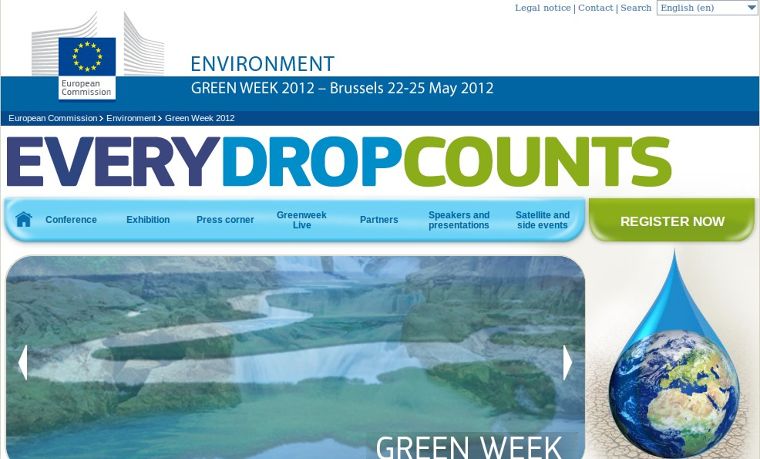 Legal notice | Contact | Search English (en)
European
Commission
ENVIRONMENT
GREEN WEEK 2012 – Brussels 22-25 May 2012
European Commission > Environment > Green Week 2012
EVERYDROPCOUNTS
Conference Exhibition Press corner Greenweek Live Partners Speakers and presentations Satellite and side events
REGISTER NOW
GREEN WEEK